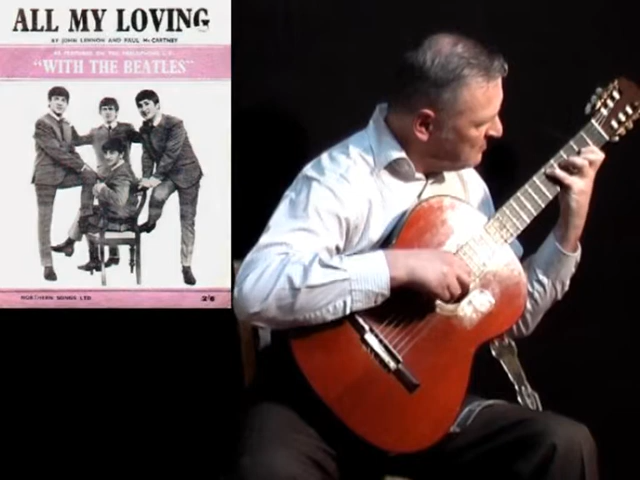 ALL MY LOVING
BY JOHN LENNON AND PAUL McCARTNEY
"WITH THE BEATLES"
NORTHERN SONGS LTD